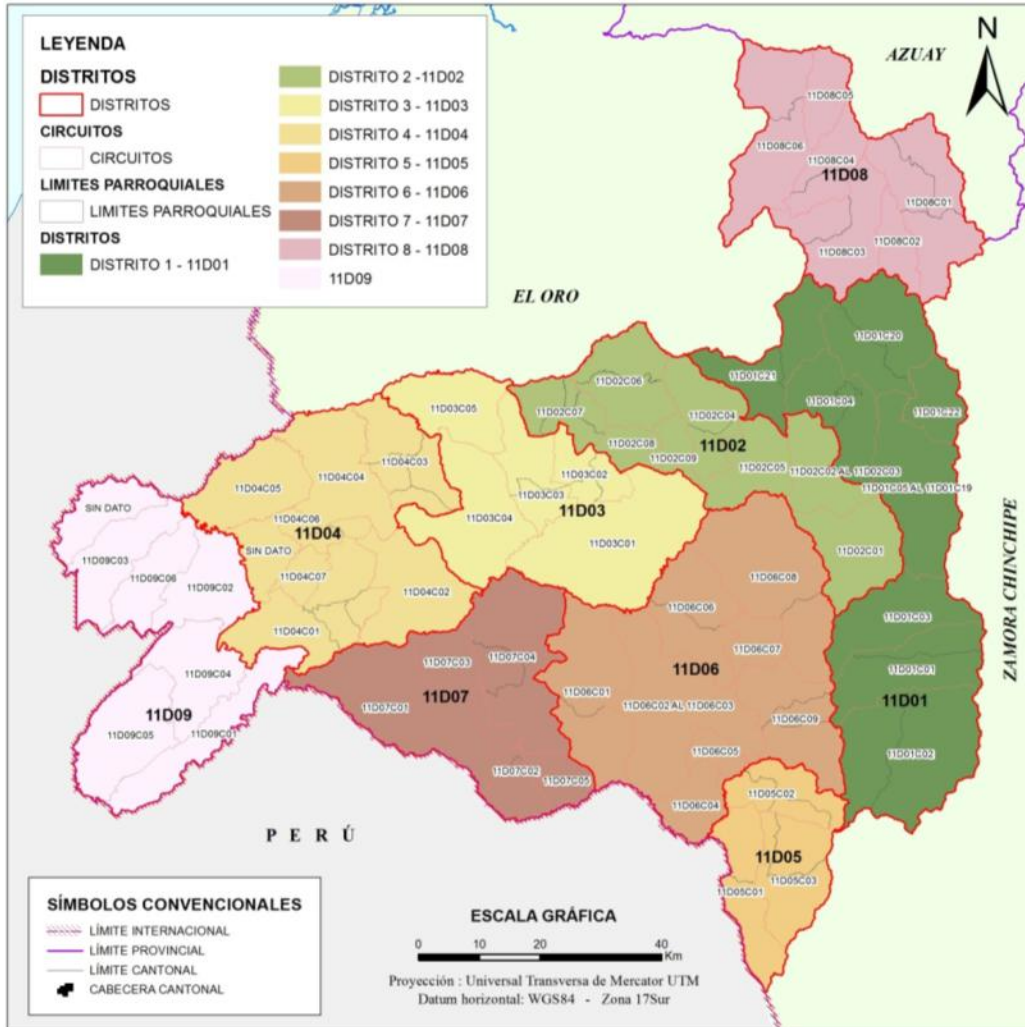 LEYENDA
DISTRITOS
DISTRITOS
CIRCUITOS
CIRCUITOS
LIMITES PARROQUIALES
LIMITES PARROQUIALES
DISTRITOS
DISTRITO 1 - 11D01
DISTRITO 2 -11D02
DISTRITO 3 - 11D03
DISTRITO 4 - 11D04
DISTRITO 5 - 11D05
DISTRITO 6 - 11D06
DISTRITO 7 - 11D07
DISTRITO 8 - 11D08
11D09
AZUAY
N
EL ORO
ZAMORA CHINCHIPE
P E R Ú
11D08C05
11D08C06
11D08C04
11D08
11D08C01
11D08C02
11D08C03
11D01C20
11D01C21
11D01C04
11D01C22
11D02C06
11D02C07
11D02C04
11D02C08
11D02
11D02C09
11D02C05
11D02C02 AL 11D02C03
11D01C05 AL 11D01C19
11D02C01
11D03C05
11D03C02
11D03C03
11D03
11D03C04
11D03C01
11D04C03
11D04C04
11D04C05
11D04C06
11D04
SIN DATO
11D04C07
11D04C02
11D04C01
SIN DATO
11D09C03
11D09C06
11D09C02
11D09C04
11D09
11D09C05
11D09C01
11D07C04
11D07C03
11D07
11D07C01
11D07C02
11D07C05
11D06C08
11D06C06
11D06C07
11D06
11D06C01
11D06C02 AL 11D06C03
11D06C09
11D06C05
11D06C04
11D01C03
11D01C01
11D01
11D01C02
11D05C02
11D05
11D05C03
11D05C01
SÍMBOLOS CONVENCIONALES
LÍMITE INTERNACIONAL
LÍMITE PROVINCIAL
LÍMITE CANTONAL
CABECERA CANTONAL
ESCALA GRÁFICA
0 10 20 40
Km
Proyección : Universal Transversa de Mercator UTM
Datum horizontal: WGS84 - Zona 17Sur